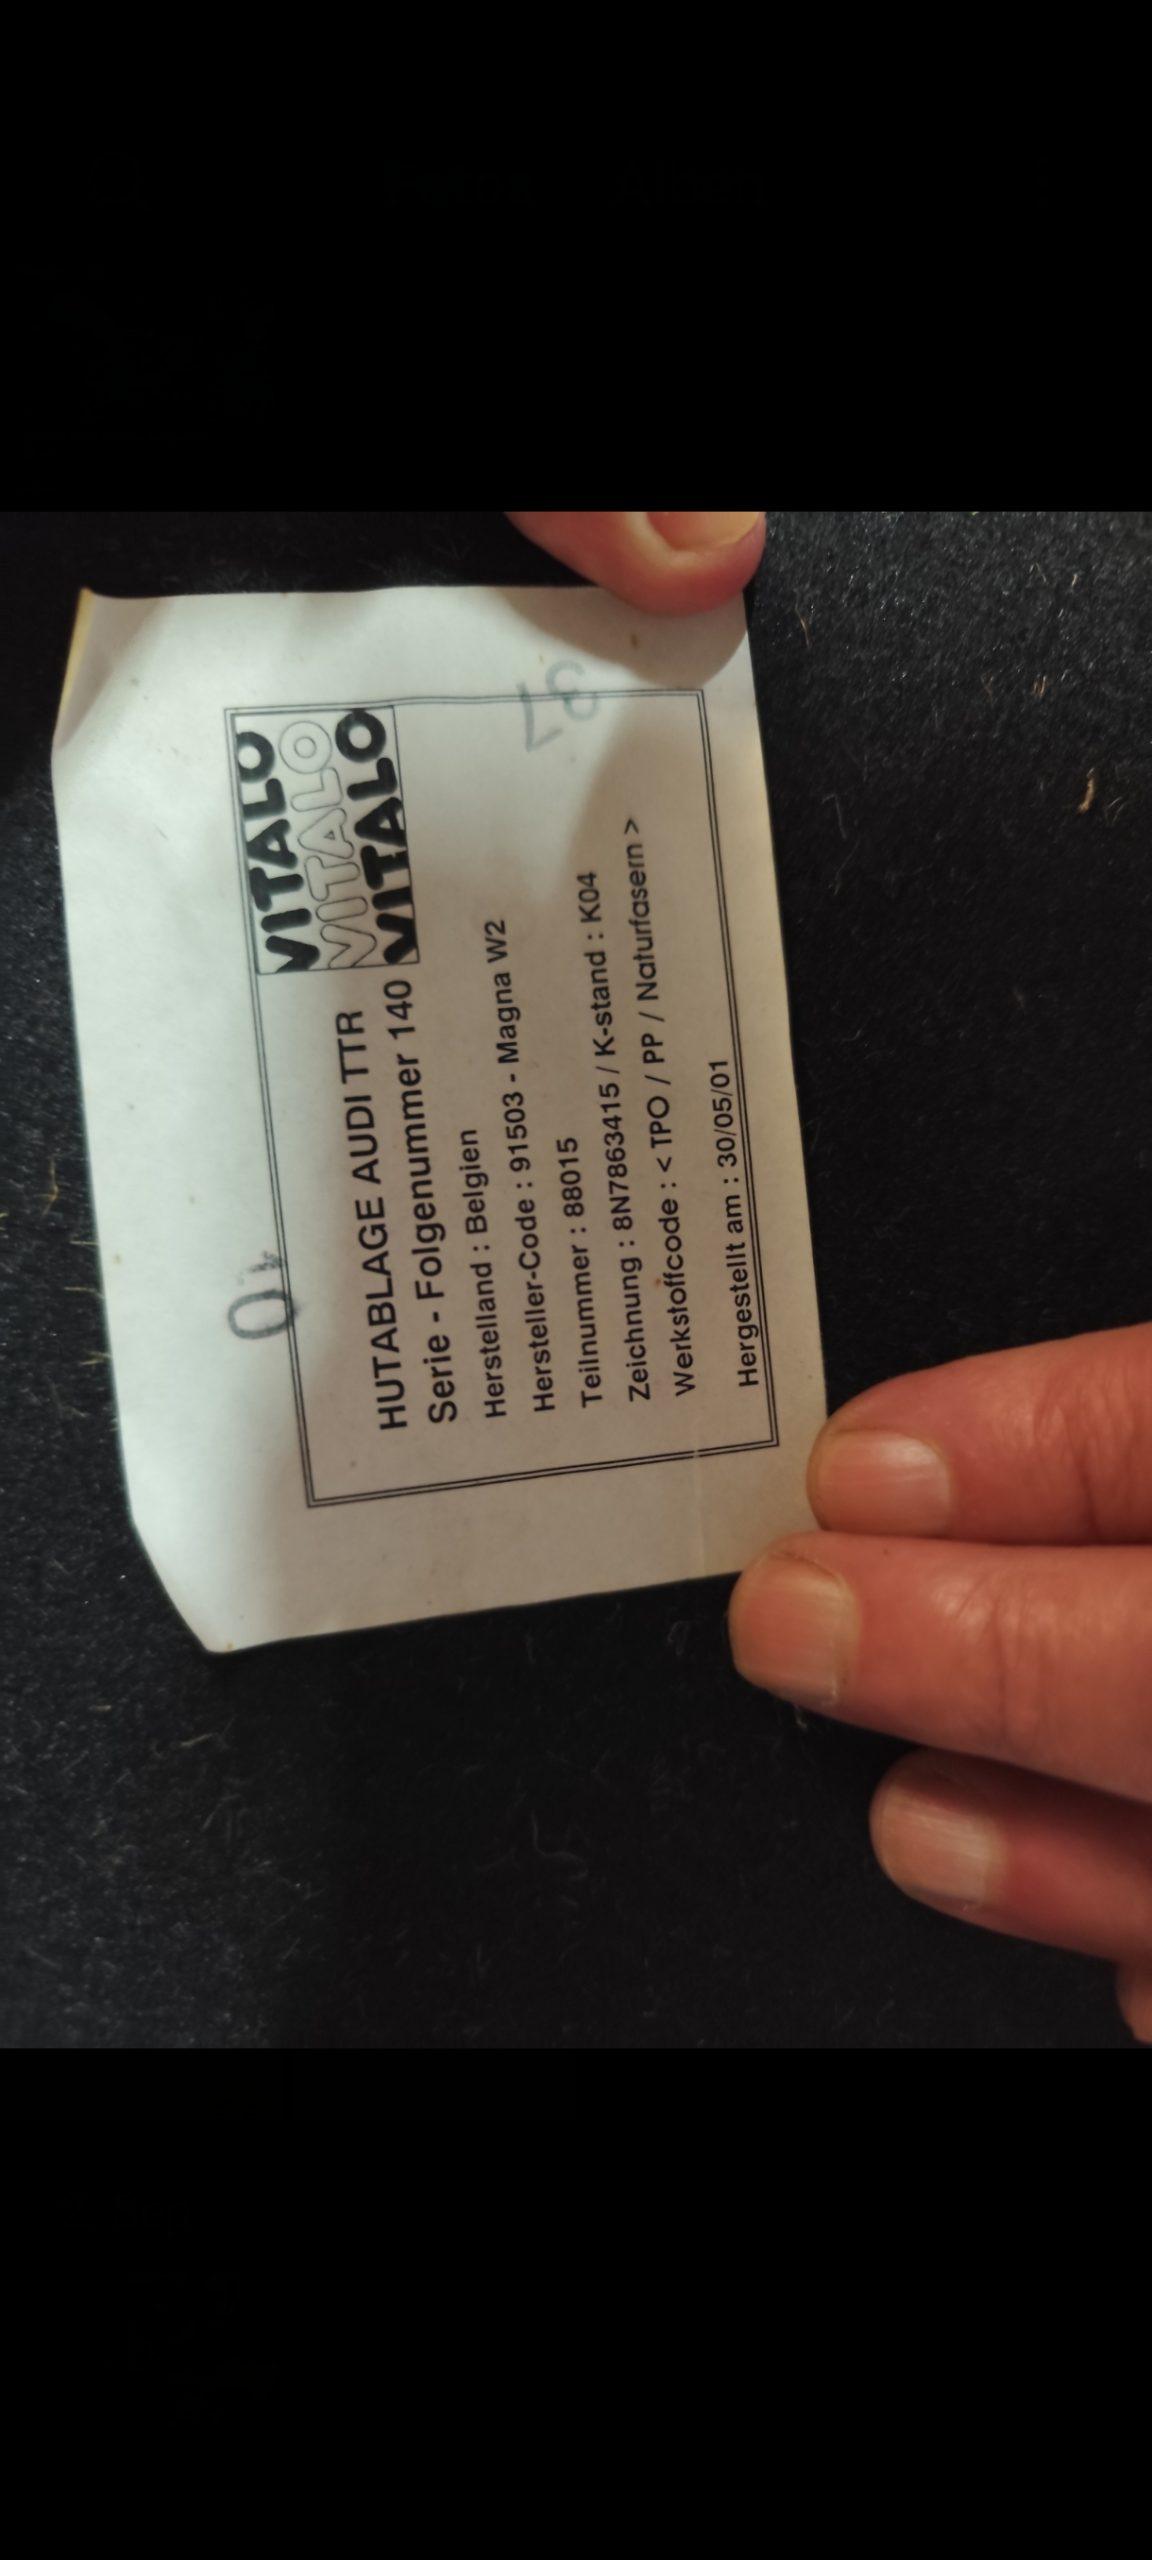 VITALO
VITALO
VITALO
HUTABLAGE AUDI TTR
Serie - Folgenummer 140
Herstelland : Belgien
Hersteller-Code : 91503 - Magna W2
Teilnummer : 88015
Zeichnung : 8N7863415 / K-stand : K04
Werkstoffcode : < TPO / PP / Naturfasern >
Hergestellt am : 30/05/01
37